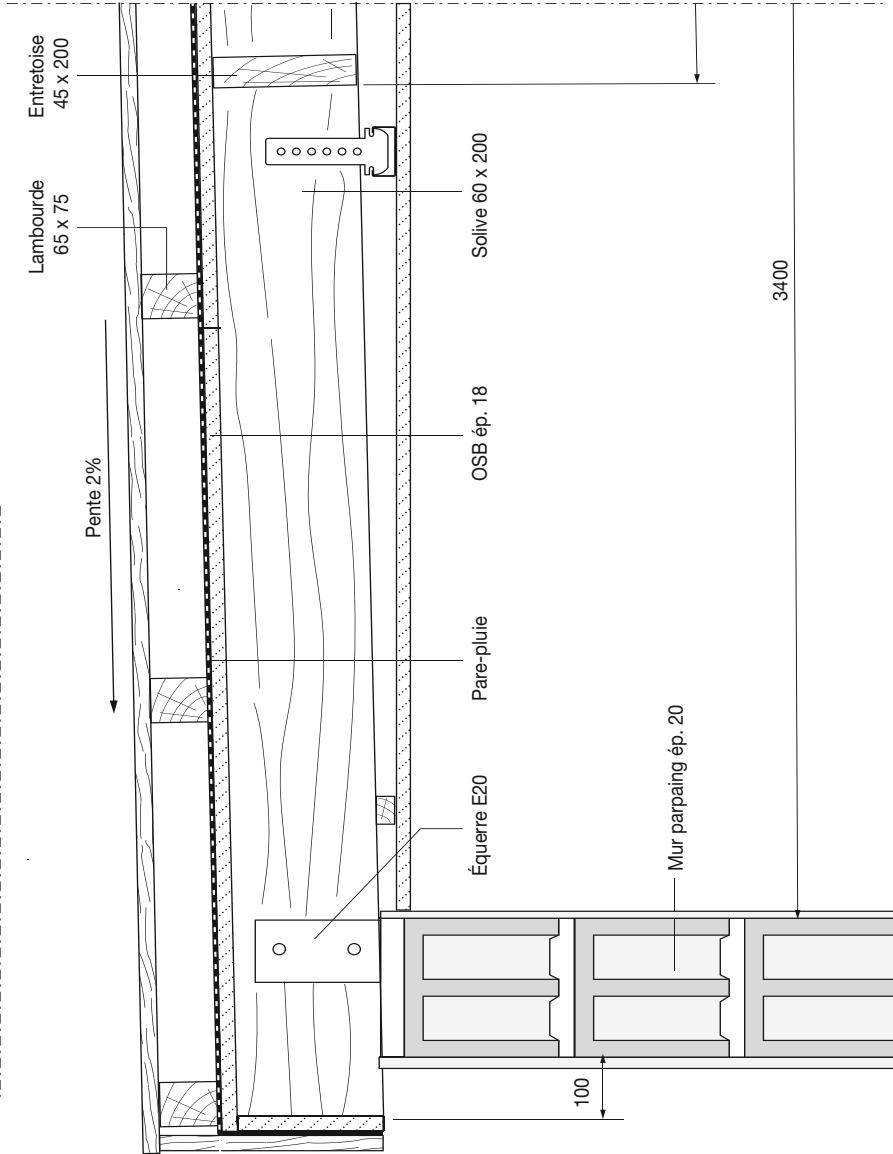 Entretoise
45 x 200
Lambourde
65 x 75
Pente 2%
Solive 60 x 200
OSB ép. 18
Pare-pluie
Équerre E20
Mur parpaing ép. 20
3400
100